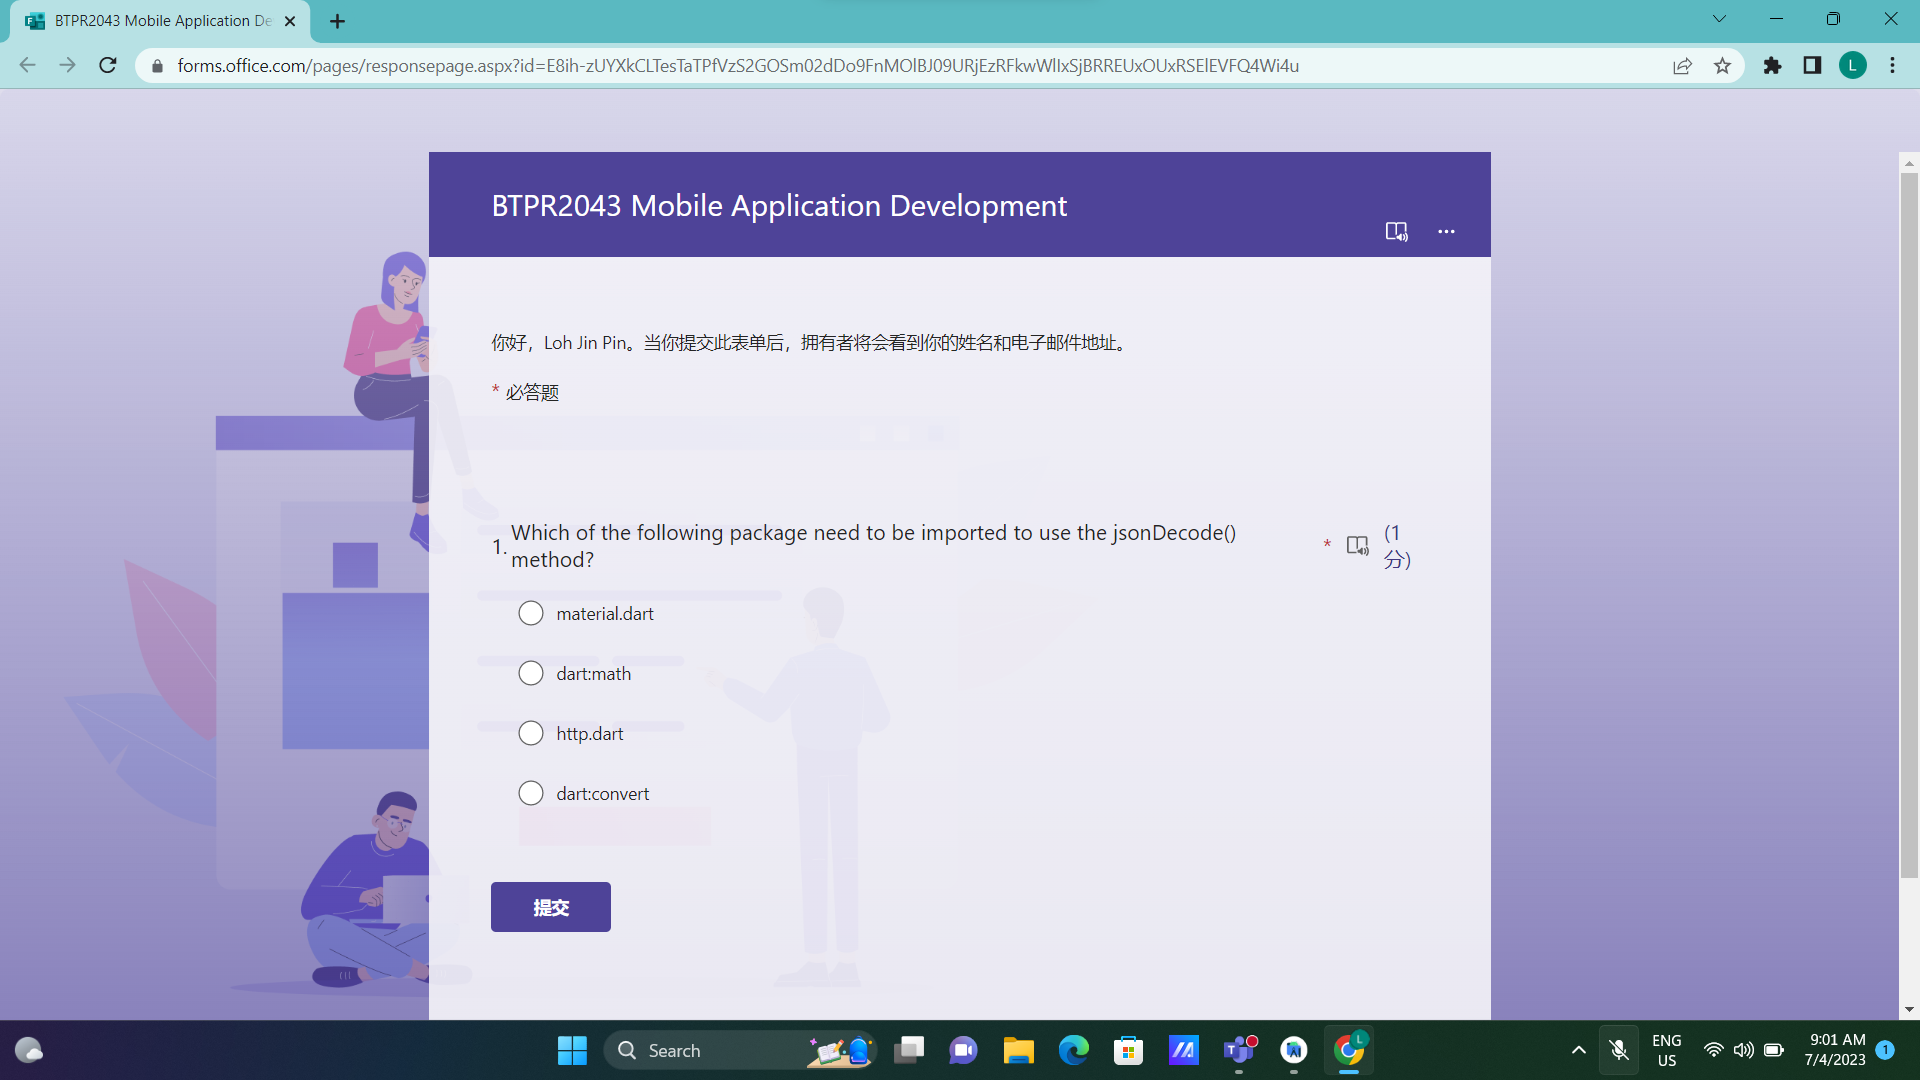 BTPR2043 Mobile Application De
forms.office.com/pages/responsepage.aspx?id=E8ih-zUYXkCLTesTaTPfVzS2GOSm02dDo9FnMOlBJ09URjEzRFkwWlIxSjBRREUxOUxRSElEVFQ4Wi4u
L
BTPR2043 Mobile Application Development
你好，Loh Jin Pin。当你提交此表单后，拥有者将会看到你的姓名和电子邮件地址。
* 必答题
1. Which of the following package need to be imported to use the jsonDecode()
method?
*
(1
分)
material.dart
dart:math
http.dart
dart:convert
提交
Search
L
ENG
US
9:01 AM
7/4/2023
1